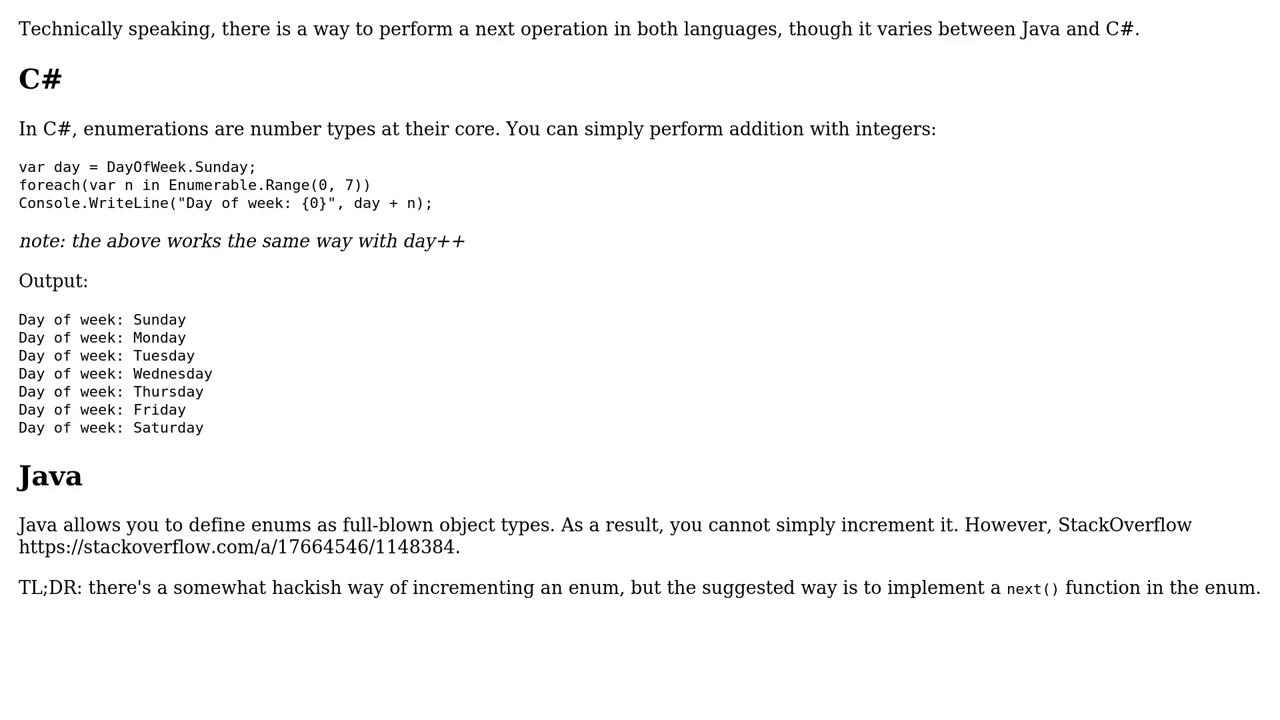 Technically speaking, there is a way to perform a next operation in both languages, though it varies between Java and C#.
C#
In C#, enumerations are number types at their core. You can simply perform addition with integers:
var day = DayOfWeek.Sunday;
foreach(var n in Enumerable.Range(0, 7))
Console.WriteLine("Day of week: {0}", day + n);
note: the above works the same way with day++
Output:
Day of week: Sunday
Day of week: Monday
Day of week: Tuesday
Day of week: Wednesday
Day of week: Thursday
Day of week: Friday
Day of week: Saturday
Java
Java allows you to define enums as full-blown object types. As a result, you cannot simply increment it. However, StackOverflow
https://stackoverflow.com/a/17664546/1148384.
TL;DR: there's a somewhat hackish way of incrementing an enum, but the suggested way is to implement a next() function in the enum.